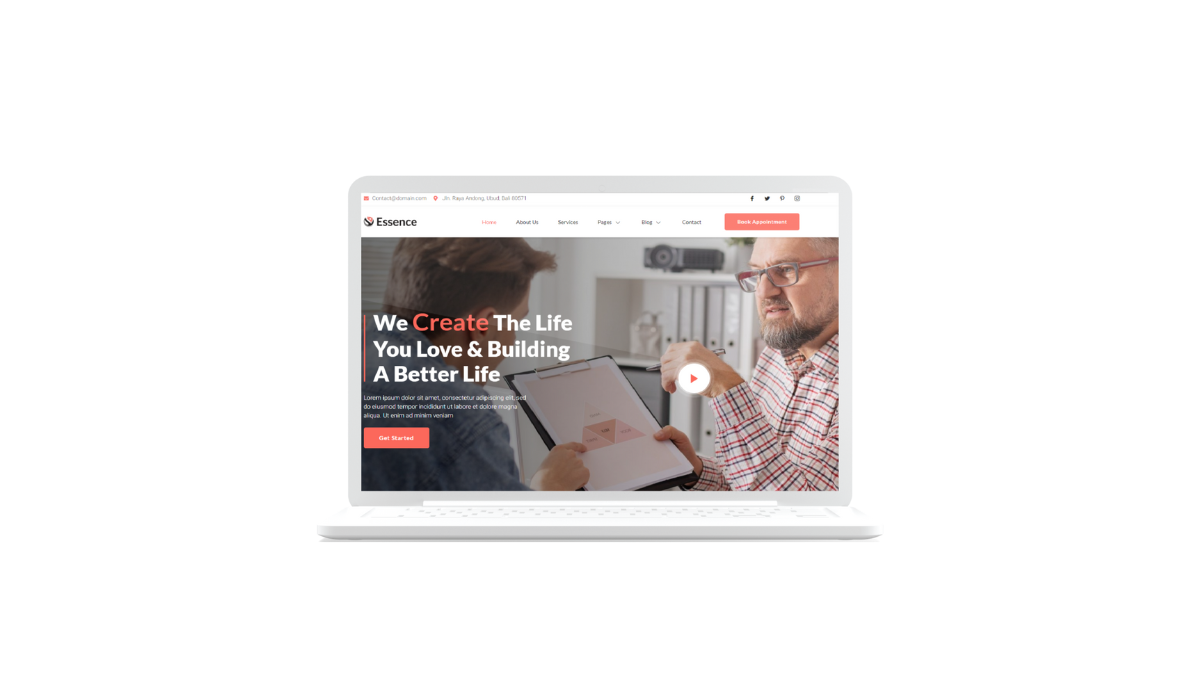 Contact@domain.com Jln. Raya Andong, Ubud, Bali 80571
Essence Home About Us Services Pages Blog Contact Book Appointment
We Create The Life
You Love & Building
A Better Life
Lorem ipsum dolor sit amet, consectetur adipiscing elit, sed
do eiusmod tempor incididunt ut labore et dolore magna
aliqua. Ut enim ad minim veniam
Get Started